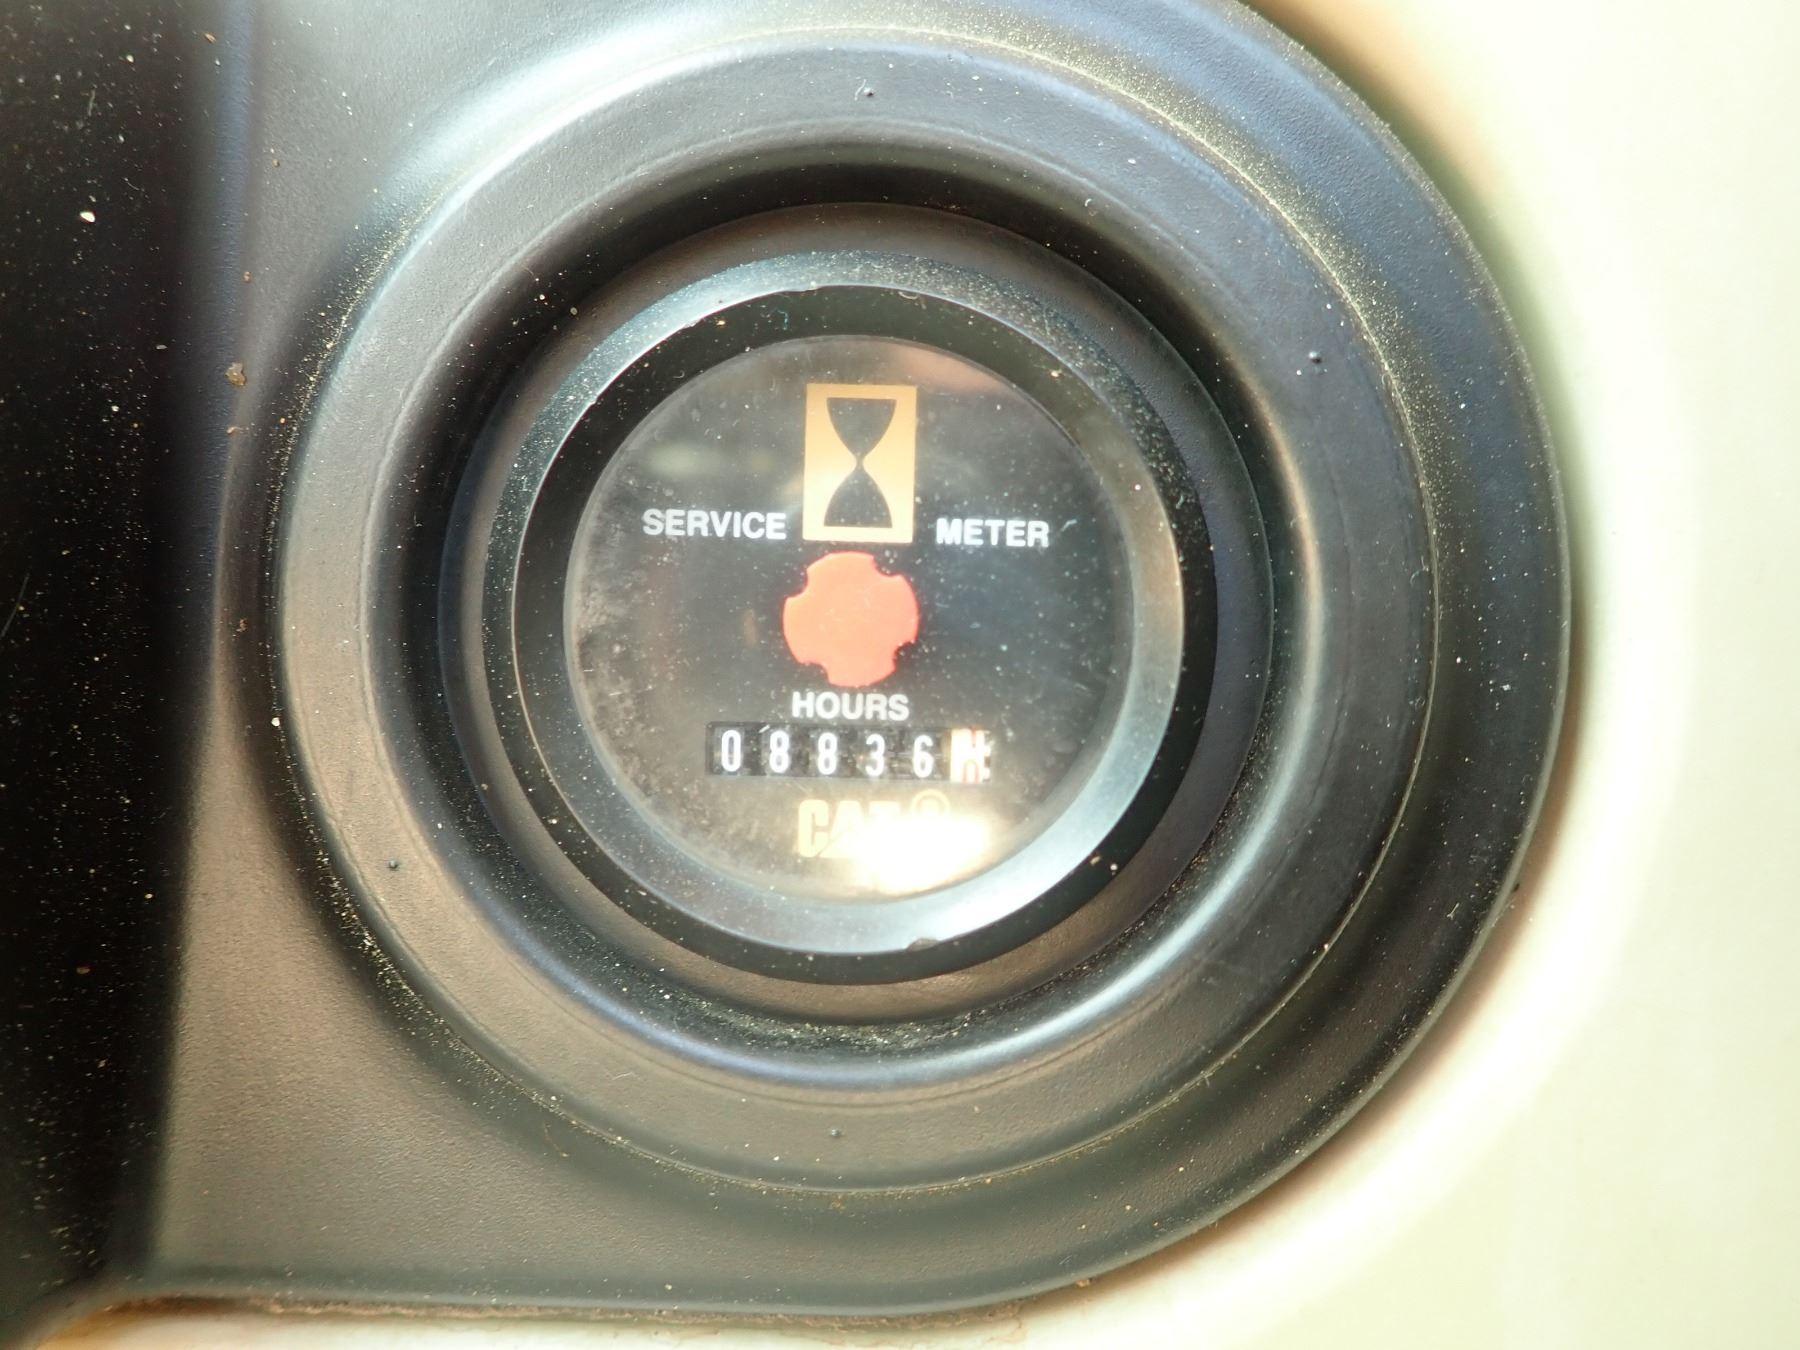 SERVICE METER
HOURS
08836
CAT®